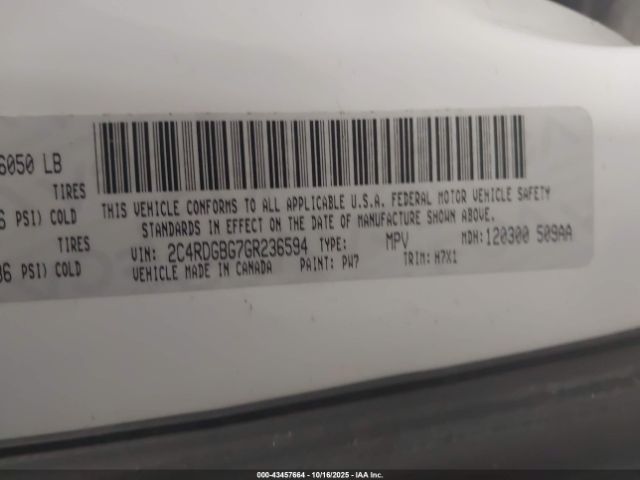 6050 LB
TIRES
PSI) COLD
TIRES
PSI) COLD
THIS VEHICLE CONFORMS TO ALL APPLICABLE U.S.A. FEDERAL MOTOR VEHICLE SAFETY
STANDARDS IN EFFECT ON THE DATE OF MANUFACTURE SHOWN ABOVE.
VIN: 2C4RDGBG7GR236594 TYPE: MPV MDH: 120300 509AA
VEHICLE MADE IN CANADA PAINT: PW7 TRIM: H7X1
000-43457664 | 10/16/2025 | IAA Inc.